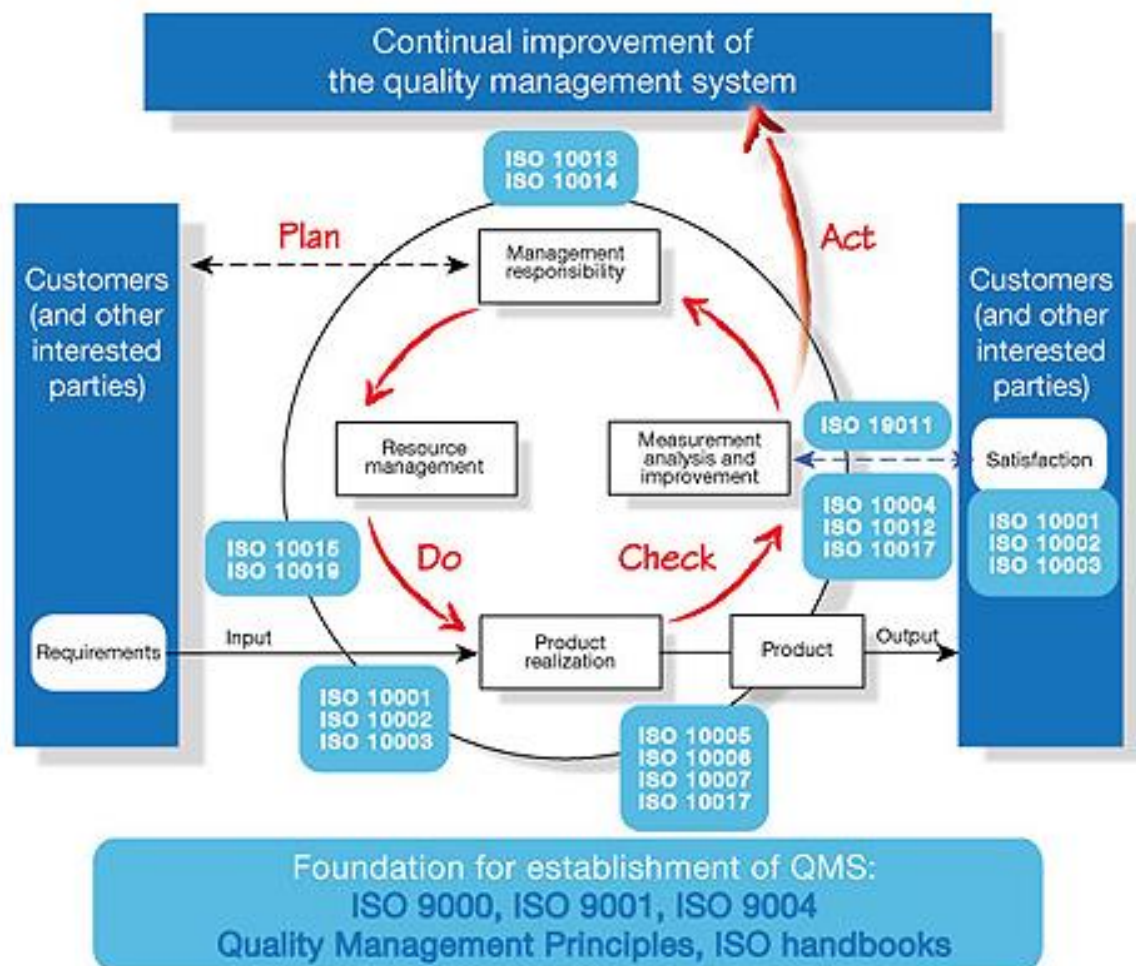 Continual improvement of
the quality management system
ISO 10013
ISO 10014
Plan
Act
Customers
(and other
interested
parties)
Management
responsibility
Customers
(and other
interested
parties)
ISO 19011
Resource
management
Measurement
analysis and
improvement
Satisfaction
ISO 10004
ISO 10012
ISO 10017
ISO 10001
ISO 10002
ISO 10003
ISO 10015
ISO 10019
Do
Check
Requirements
Input
Product
realization
Product
Output
ISO 10001
ISO 10002
ISO 10003
ISO 10005
ISO 10006
ISO 10007
ISO 10017
Foundation for establishment of QMS:
ISO 9000, ISO 9001, ISO 9004
Quality Management Principles, ISO handbooks